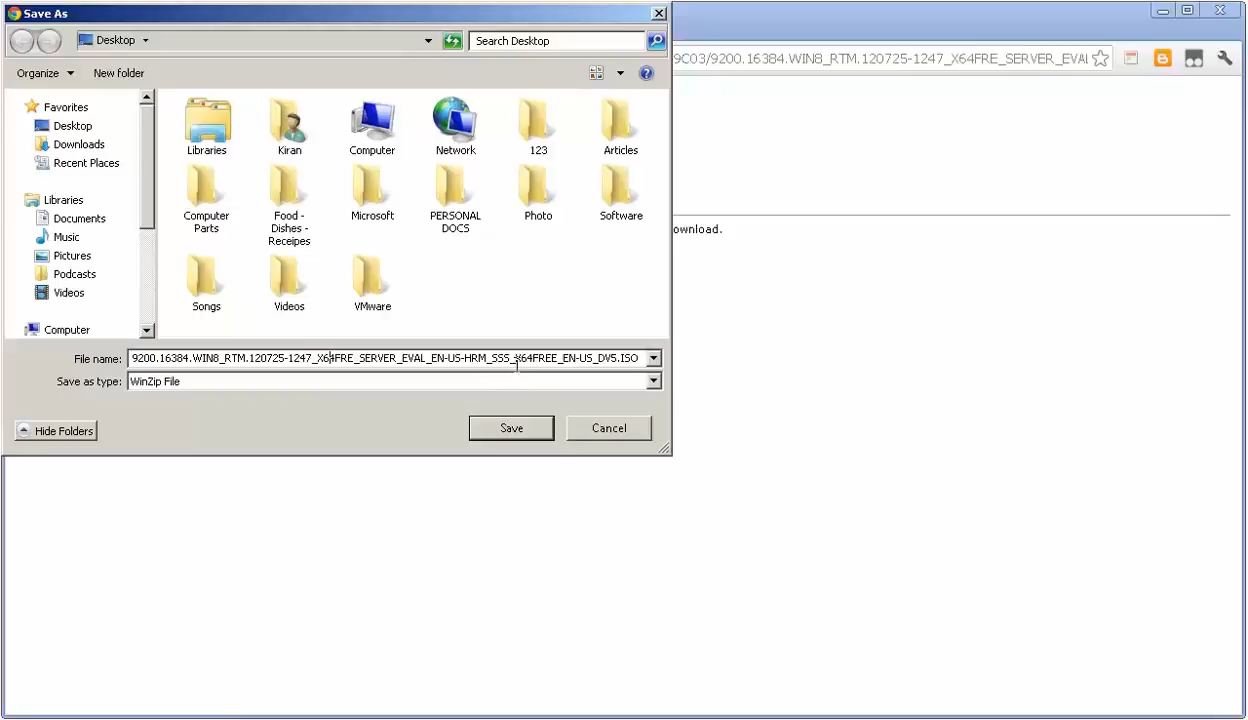 Save As
Desktop
Search Desktop
9C03/9200.16384.WIN8_RTM.120725-1247_X64FRE_SERVER_EVAL
Organize
New folder
Favorites
Desktop
Downloads
Recent Places
Libraries
Documents
Music
Pictures
Podcasts
Videos
Computer
Libraries
Kiran
Computer
Network
123
Articles
Computer
Parts
Food -
Dishes -
Receipes
Microsoft
PERSONAL
DOCS
Photo
Software
Songs
Videos
VMware
ownload.
File name:
9200.16384.WIN8_RTM.120725-1247_X64FRE_SERVER_EVAL_EN-US-HRM_SSS_X64FREE_EN-US_DV5.ISO
Save as type:
WinZip File
Hide Folders
Save
Cancel